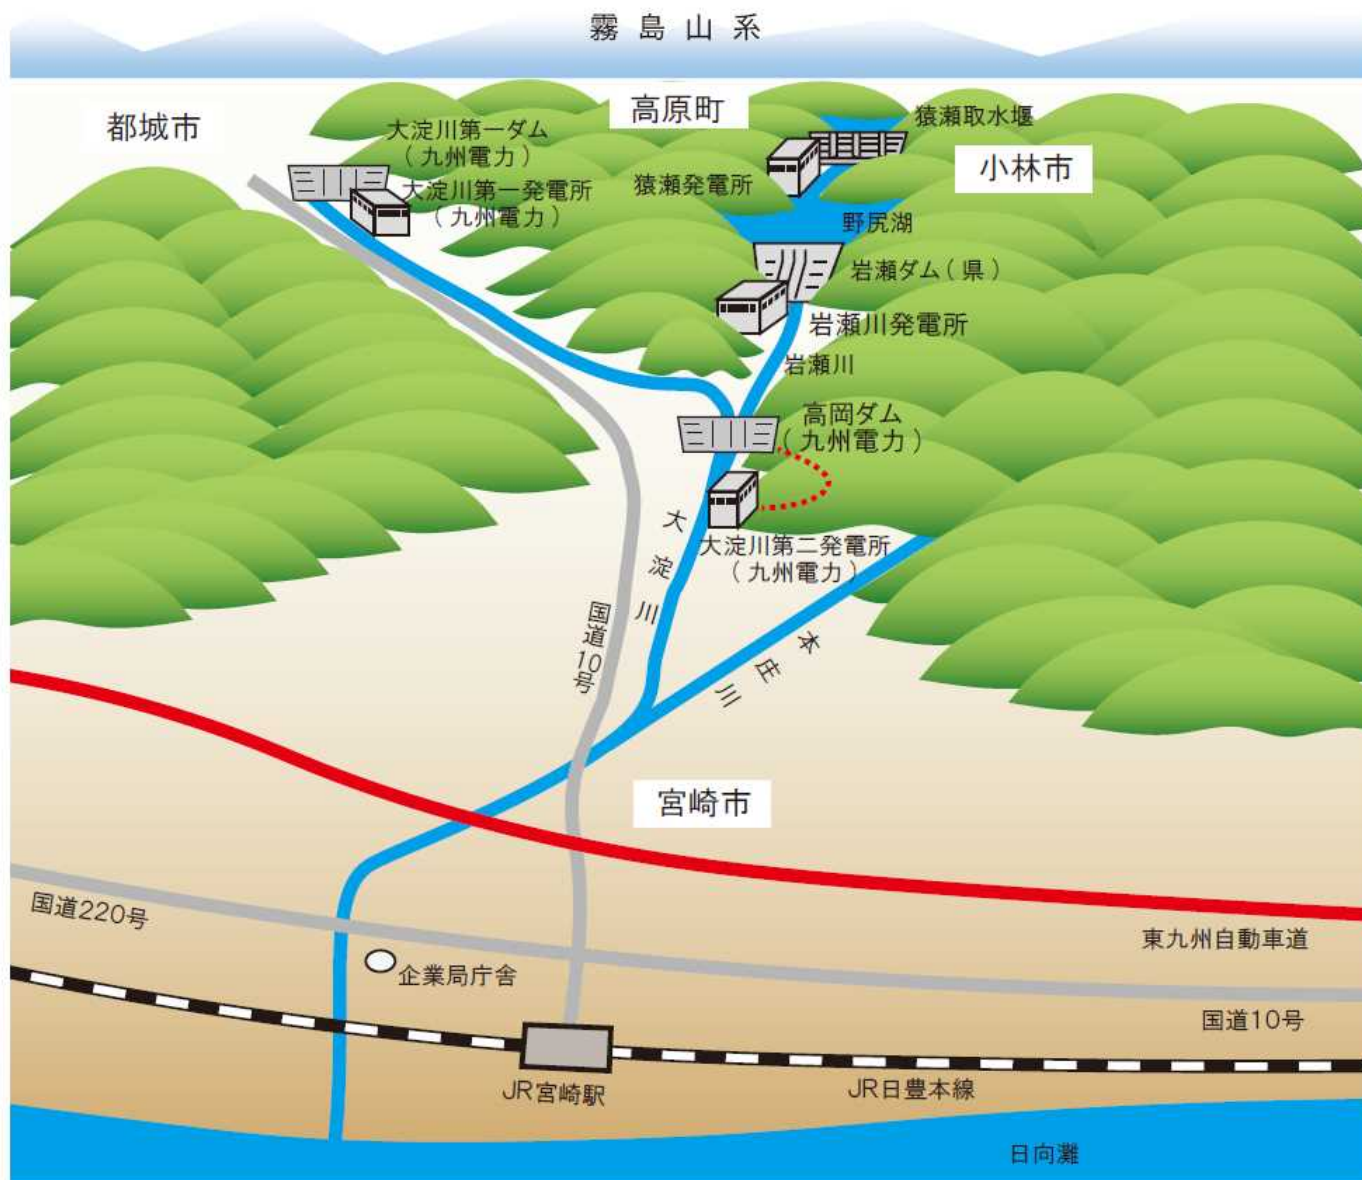 霧島山系
都城市
高原町
大淀川第一ダム
(九州電力)
猿瀬取水堰
小林市
猿瀬発電所
大淀川第一発電所
(九州電力)
野尻湖
岩瀬ダム(県)
岩瀬川発電所
岩瀬川
高岡ダム
(九州電力)
大淀川
大淀川第二発電所
(九州電力)
国道10号
本庄川
宮崎市
国道220号
東九州自動車道
企業局庁舎
国道10号
JR宮崎駅
JR日豊本線
日向灘